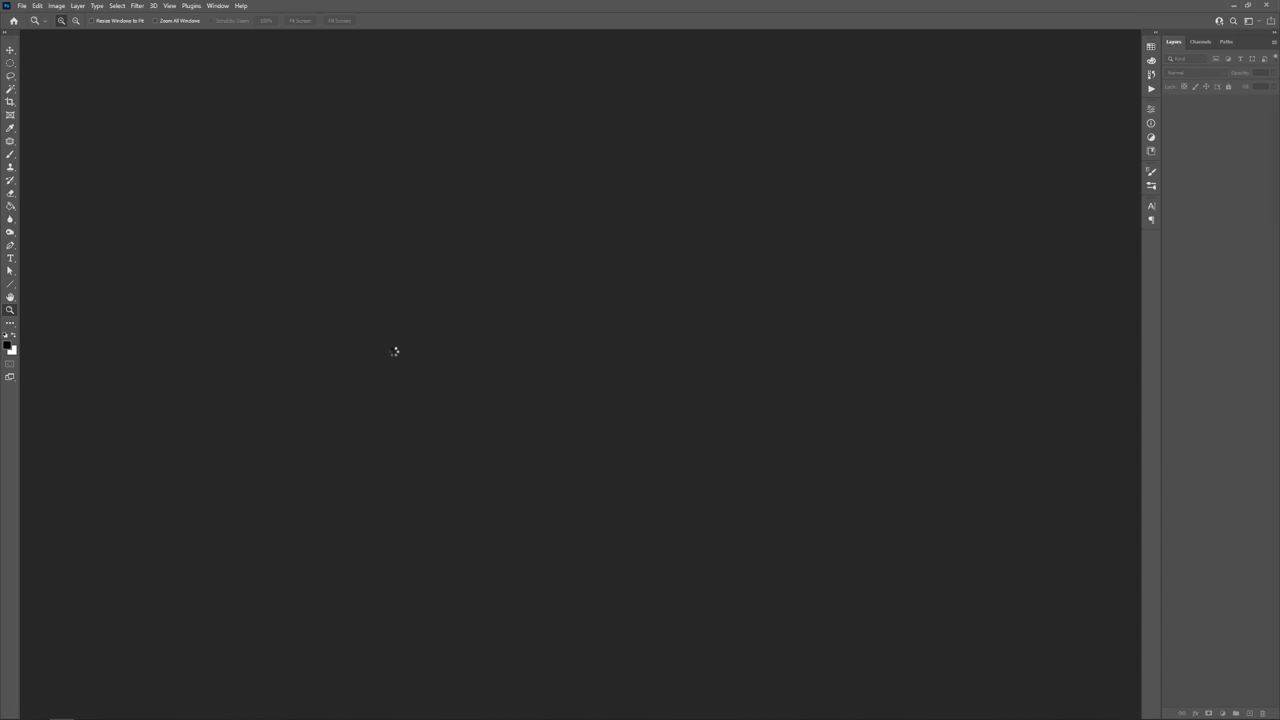 Ps File Edit Image Layer Type Select Filter 3D View Plugins Window Help
Resize Windows to Fit Zoom All Windows Scrubby Zoom 100% Fit Screen Fill Screen
Layers Channels Paths
Kind
Normal Opacity:
Lock: Fill: